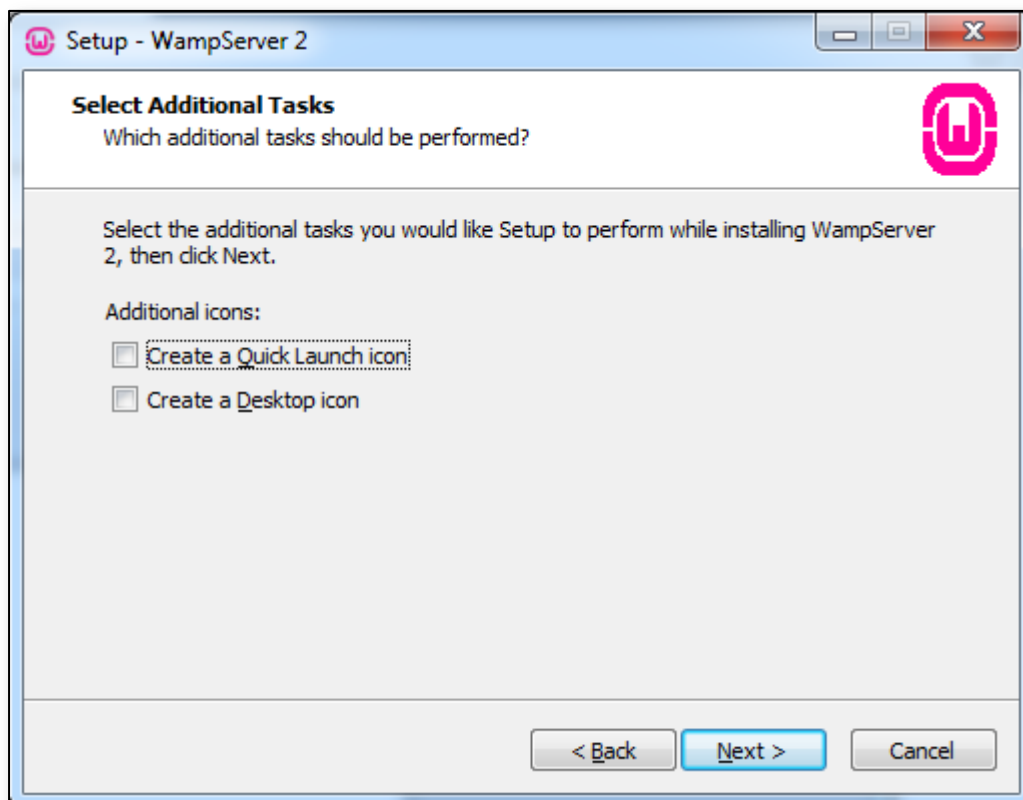 Setup - WampServer 2
Select Additional Tasks
Which additional tasks should be performed?
Select the additional tasks you would like Setup to perform while installing WampServer
2, then click Next.
Additional icons:
Create a Quick Launch icon
Create a Desktop icon
< Back Next > Cancel